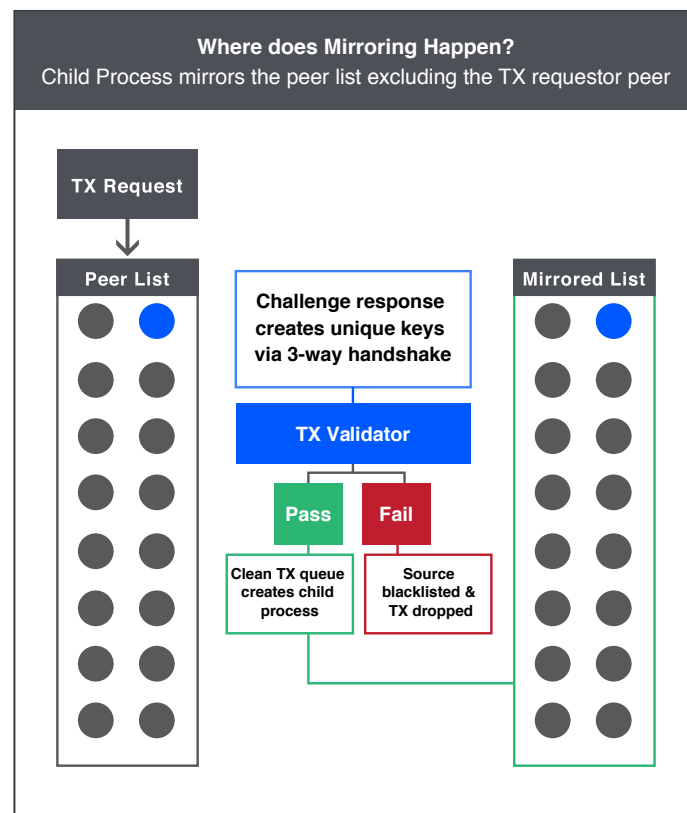 Where does Mirroring Happen?
Child Process mirrors the peer list excluding the TX requestor peer
TX Request
Peer List
Challenge response
creates unique keys
via 3-way handshake
TX Validator
Pass
Fail
Clean TX queue
creates child
process
Source
blacklisted &
TX dropped
Mirrored List